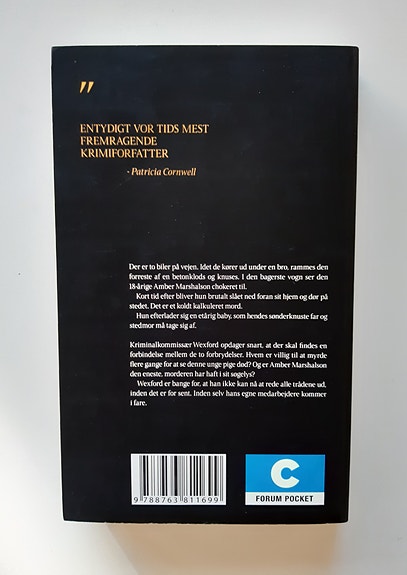 "
ENTYDIGT VOR TIDS MEST
FREMRAGENDE
KRIMIFORFATTER
- Patricia Cornwell
Der er to biler på vejen. Idet de kører ud under en bro, rammes den
forreste af en betonklods og knuses. I den bagerste vogn ser den
18-årige Amber Marshalson chokeret til.
Kort tid efter bliver hun brutalt slået ned foran sit hjem og dør på
stedet. Det er et koldt kalkuleret mord.
Hun efterlader sig en etårig baby, som hendes sønderknuste far og
stedmor må tage sig af.
Kriminalkommissær Wexford opdager snart, at der skal findes en
forbindelse mellem de to forbrydelser. Hvem er villig til at myrde
flere gange for at se denne unge pige død? Og er Amber Marshalson
den eneste, morderen har haft i sit søgelys?
Wexford er bange for, at han ikke kan nå at rede alle trådene ud,
inden det er for sent. Inden selv hans egne medarbejdere kommer
i fare.
9 788763 811699
C
FORUM POCKET